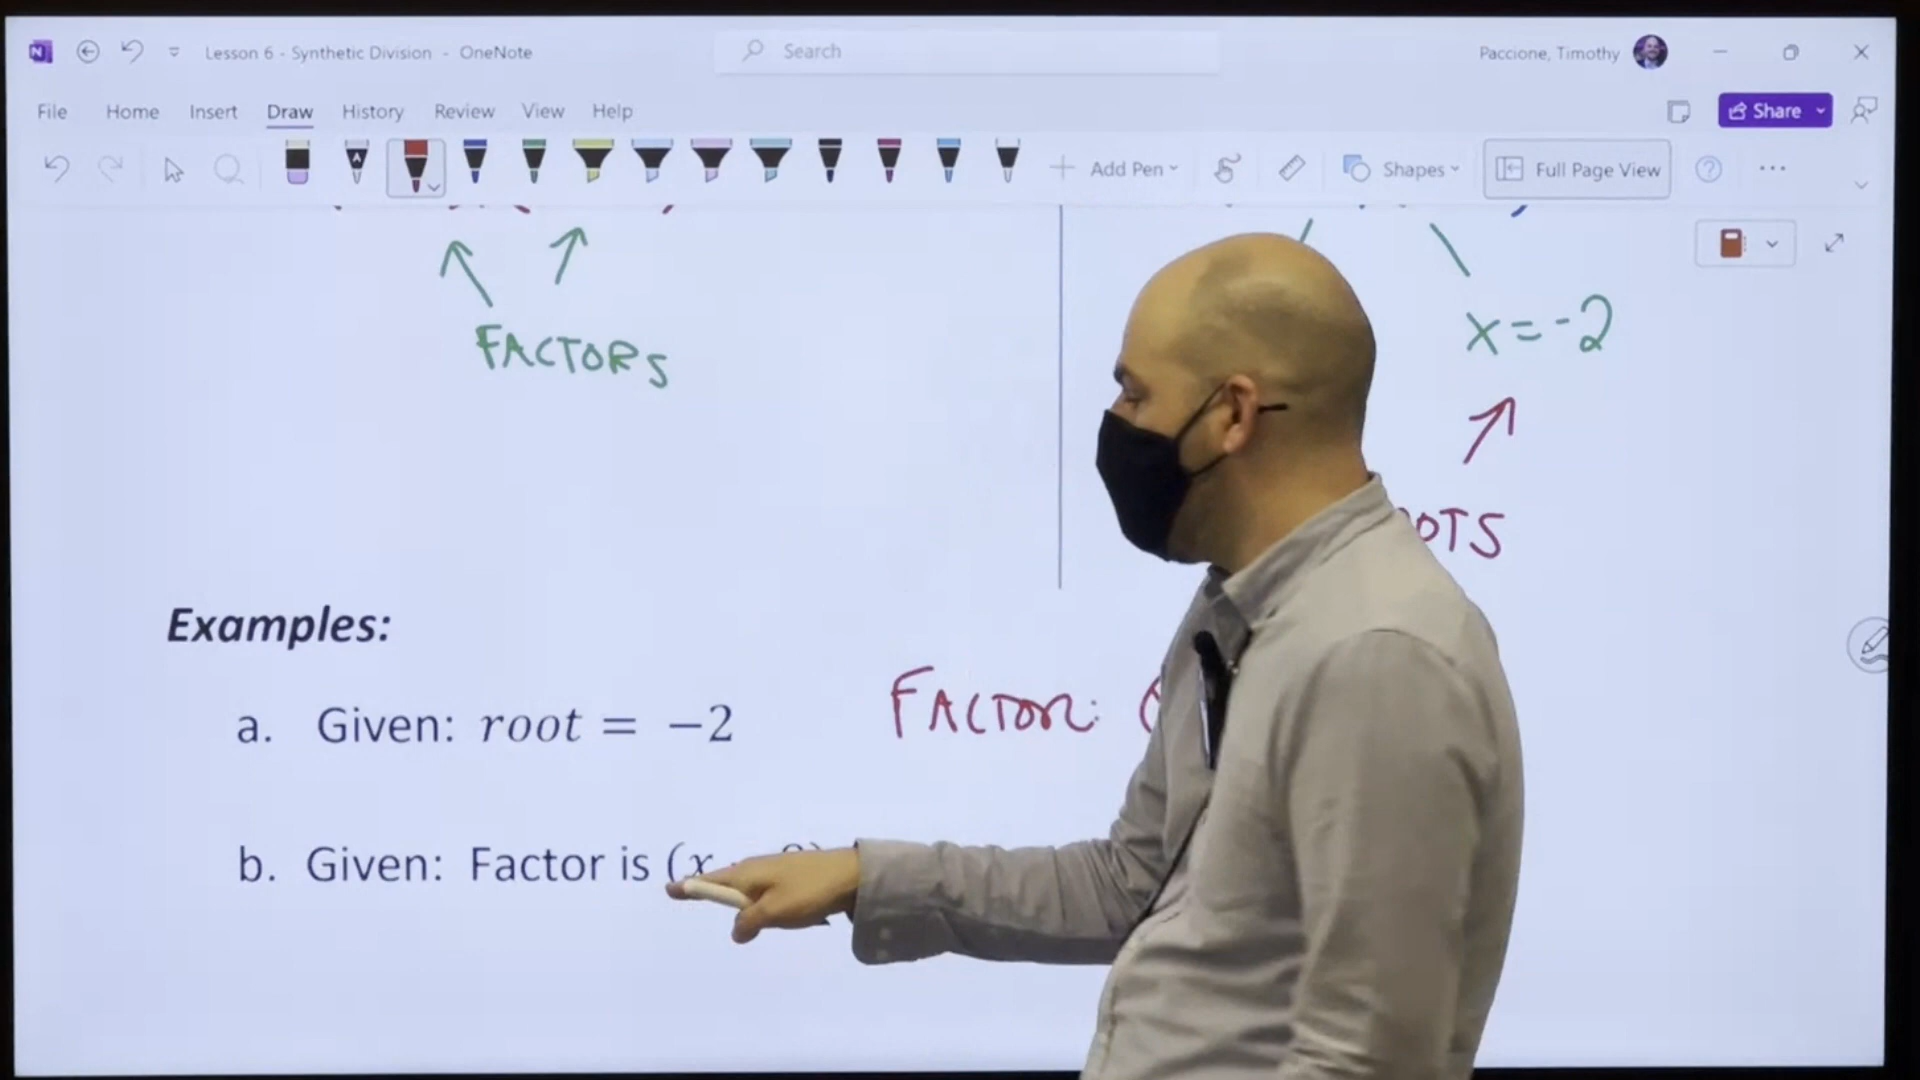 Lesson 6 - Synthetic Division - OneNote
Search
Paccione, Timothy
File Home Insert Draw History Review View Help
Share
Add Pen
Shapes
Full Page View
FACTORS
x=-2
OTS
Examples:
a. Given: root = −2
FACTOR: (
b. Given: Factor is (x